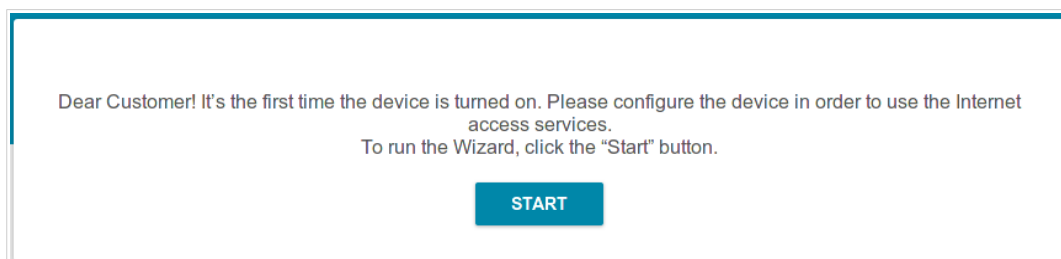 Dear Customer! It’s the first time the device is turned on. Please configure the device in order to use the Internet
access services.
To run the Wizard, click the “Start” button.
START